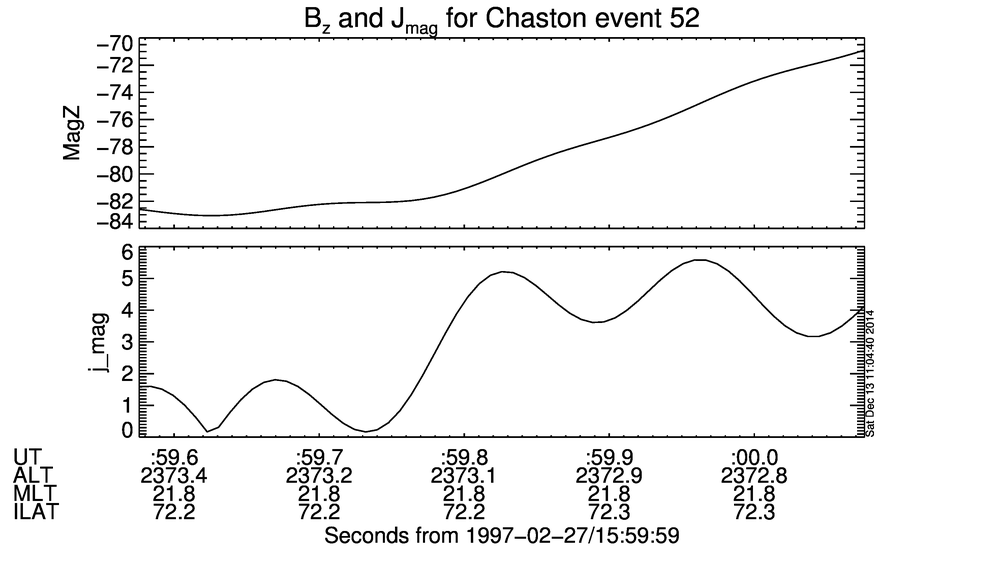 B_z and J_mag for Chaston event 52
−70
−72
−74
−76
−78
−80
−82
−84
MagZ
6
5
4
3
2
1
0
j_mag
Sat Dec 13 11:04:40 2014
UT :59.6 :59.7 :59.8 :59.9 :00.0
ALT 2373.4 2373.2 2373.1 2372.9 2372.8
MLT 21.8 21.8 21.8 21.8 21.8
ILAT 72.2 72.2 72.2 72.3 72.3
Seconds from 1997−02−27/15:59:59